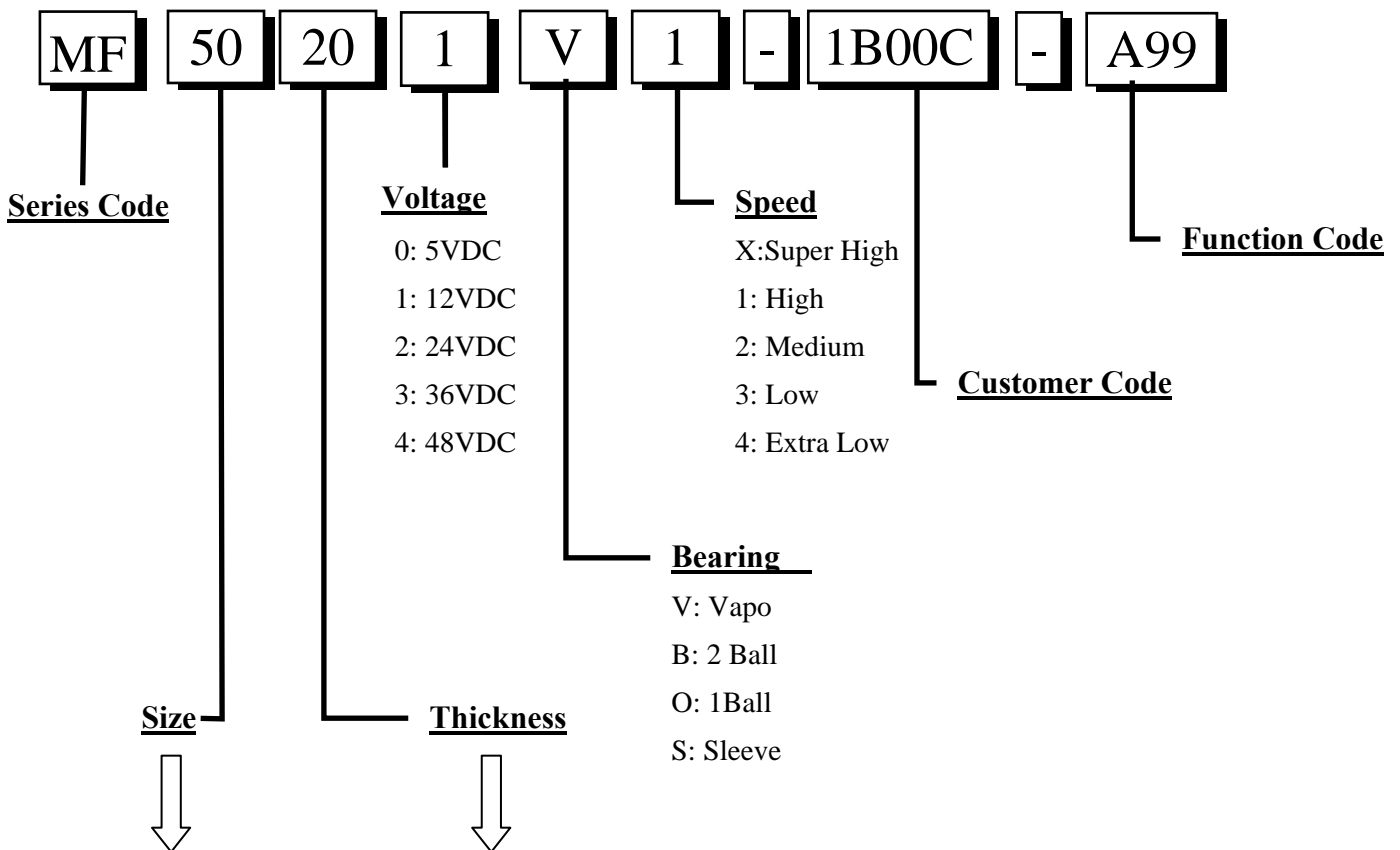 MF 50 20 1 V 1 - 1B00C - A99
Series Code
Voltage
0: 5VDC
1: 12VDC
2: 24VDC
3: 36VDC
4: 48VDC
Speed
X:Super High
1: High
2: Medium
3: Low
4: Extra Low
Function Code
Customer Code
Bearing
V: Vapo
B: 2 Ball
O: 1Ball
S: Sleeve
Size
Thickness